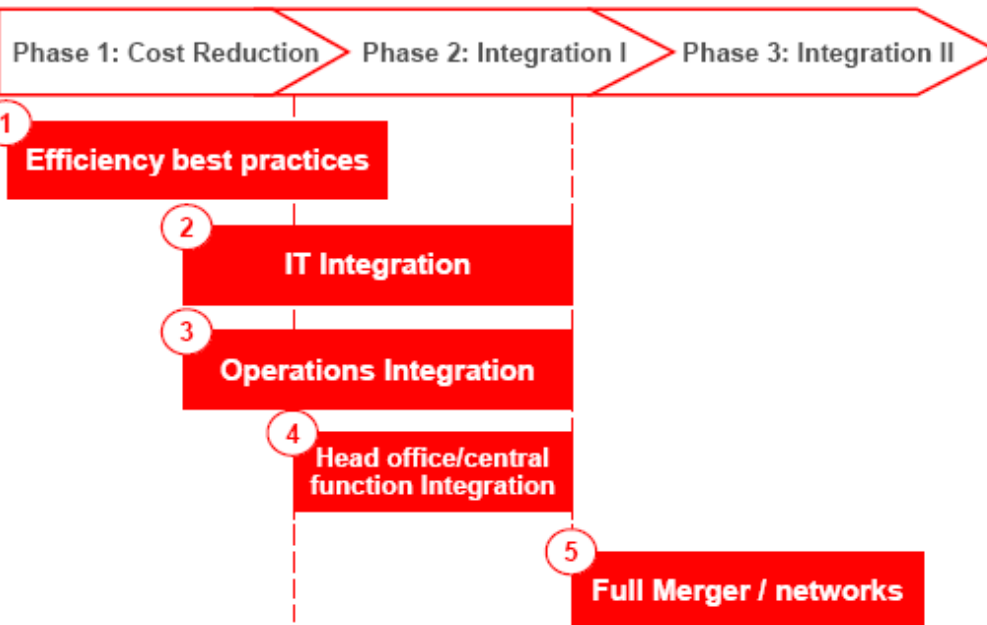 Phase 1: Cost Reduction
Phase 2: Integration I
Phase 3: Integration II
1
Efficiency best practices
2
IT Integration
3
Operations Integration
4
Head office/central
function Integration
5
Full Merger / networks